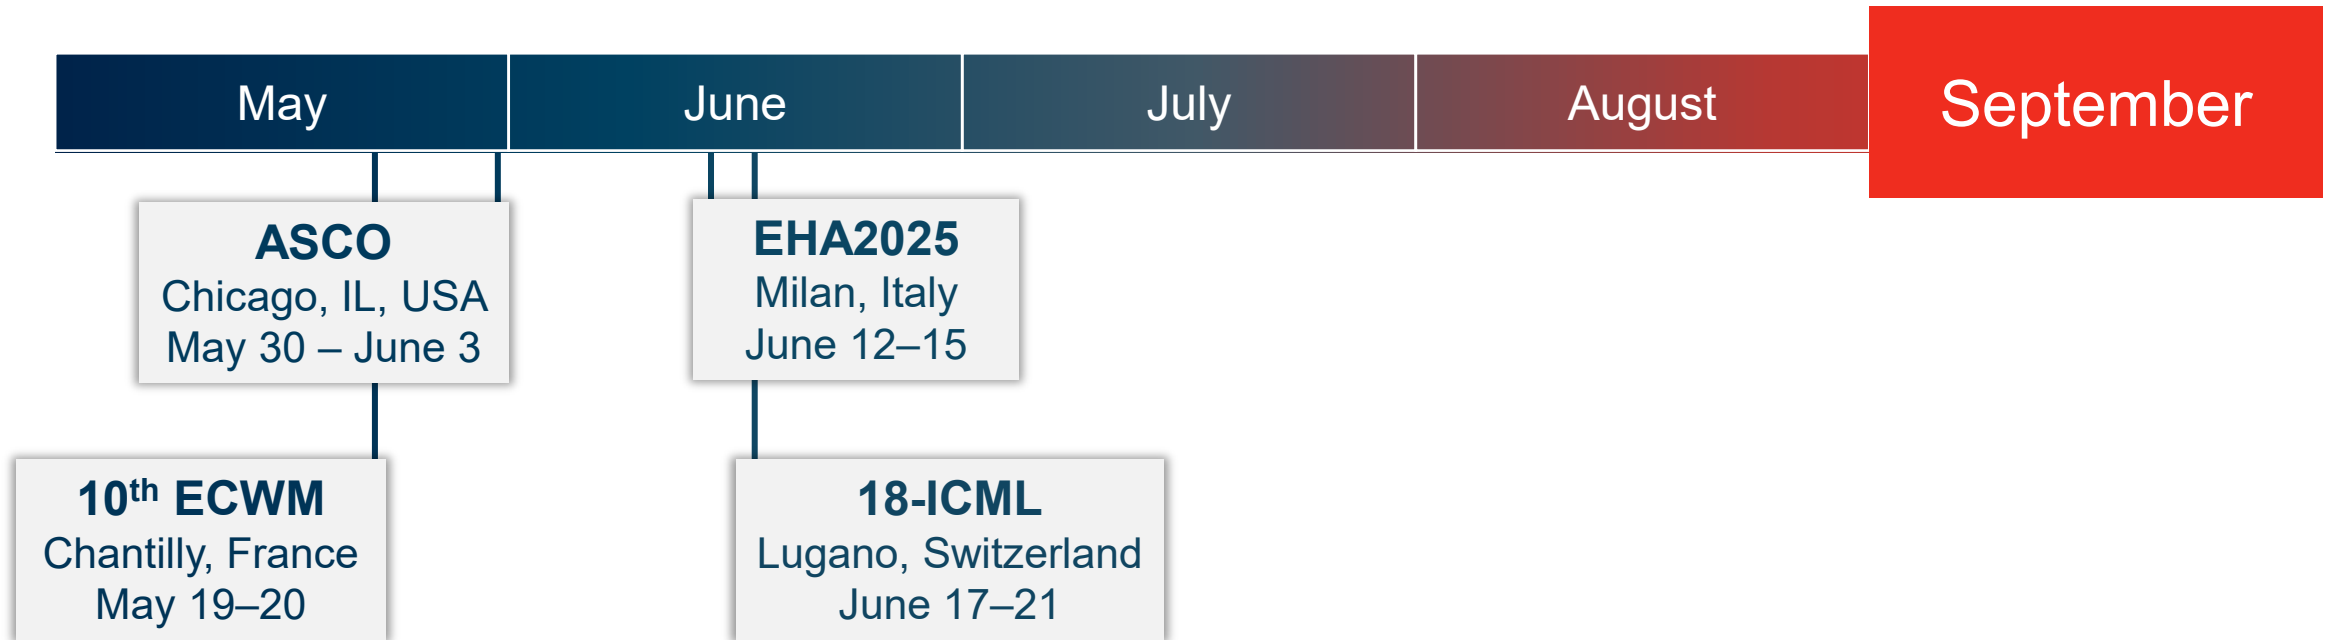 May
June
July
August
September
ASCO
Chicago, IL, USA
May 30 – June 3
EHA2025
Milan, Italy
June 12–15
10th ECWM
Chantilly, France
May 19–20
18-ICML
Lugano, Switzerland
June 17–21